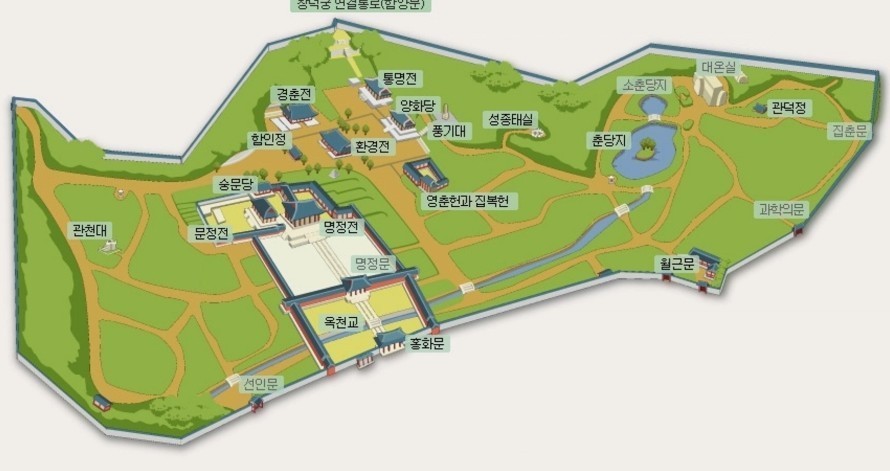 창덕궁 연결통로(함양문)
통명전
대온실
소춘당지
경춘전
양화당
관덕정
풍기대
성종태실
집춘문
함인정
환경전
춘당지
숭문당
영춘헌과 집복헌
과학의문
관천대
문정전
명정전
명정문
월근문
옥천교
홍화문
선인문